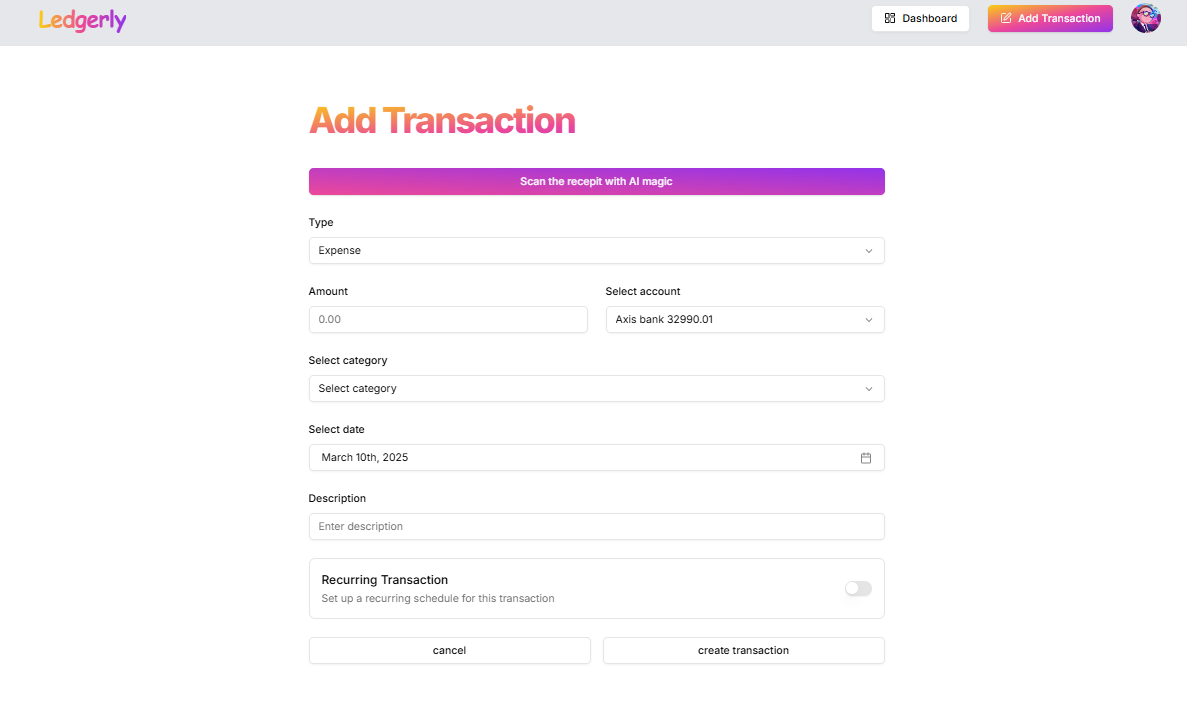 Ledgerly
Dashboard
Add Transaction
Add Transaction
Scan the recepit with AI magic
Type
Expense
Amount
Select account
0.00
Axis bank 32990.01
Select category
Select category
Select date
March 10th, 2025
Description
Enter description
Recurring Transaction
Set up a recurring schedule for this transaction
cancel
create transaction